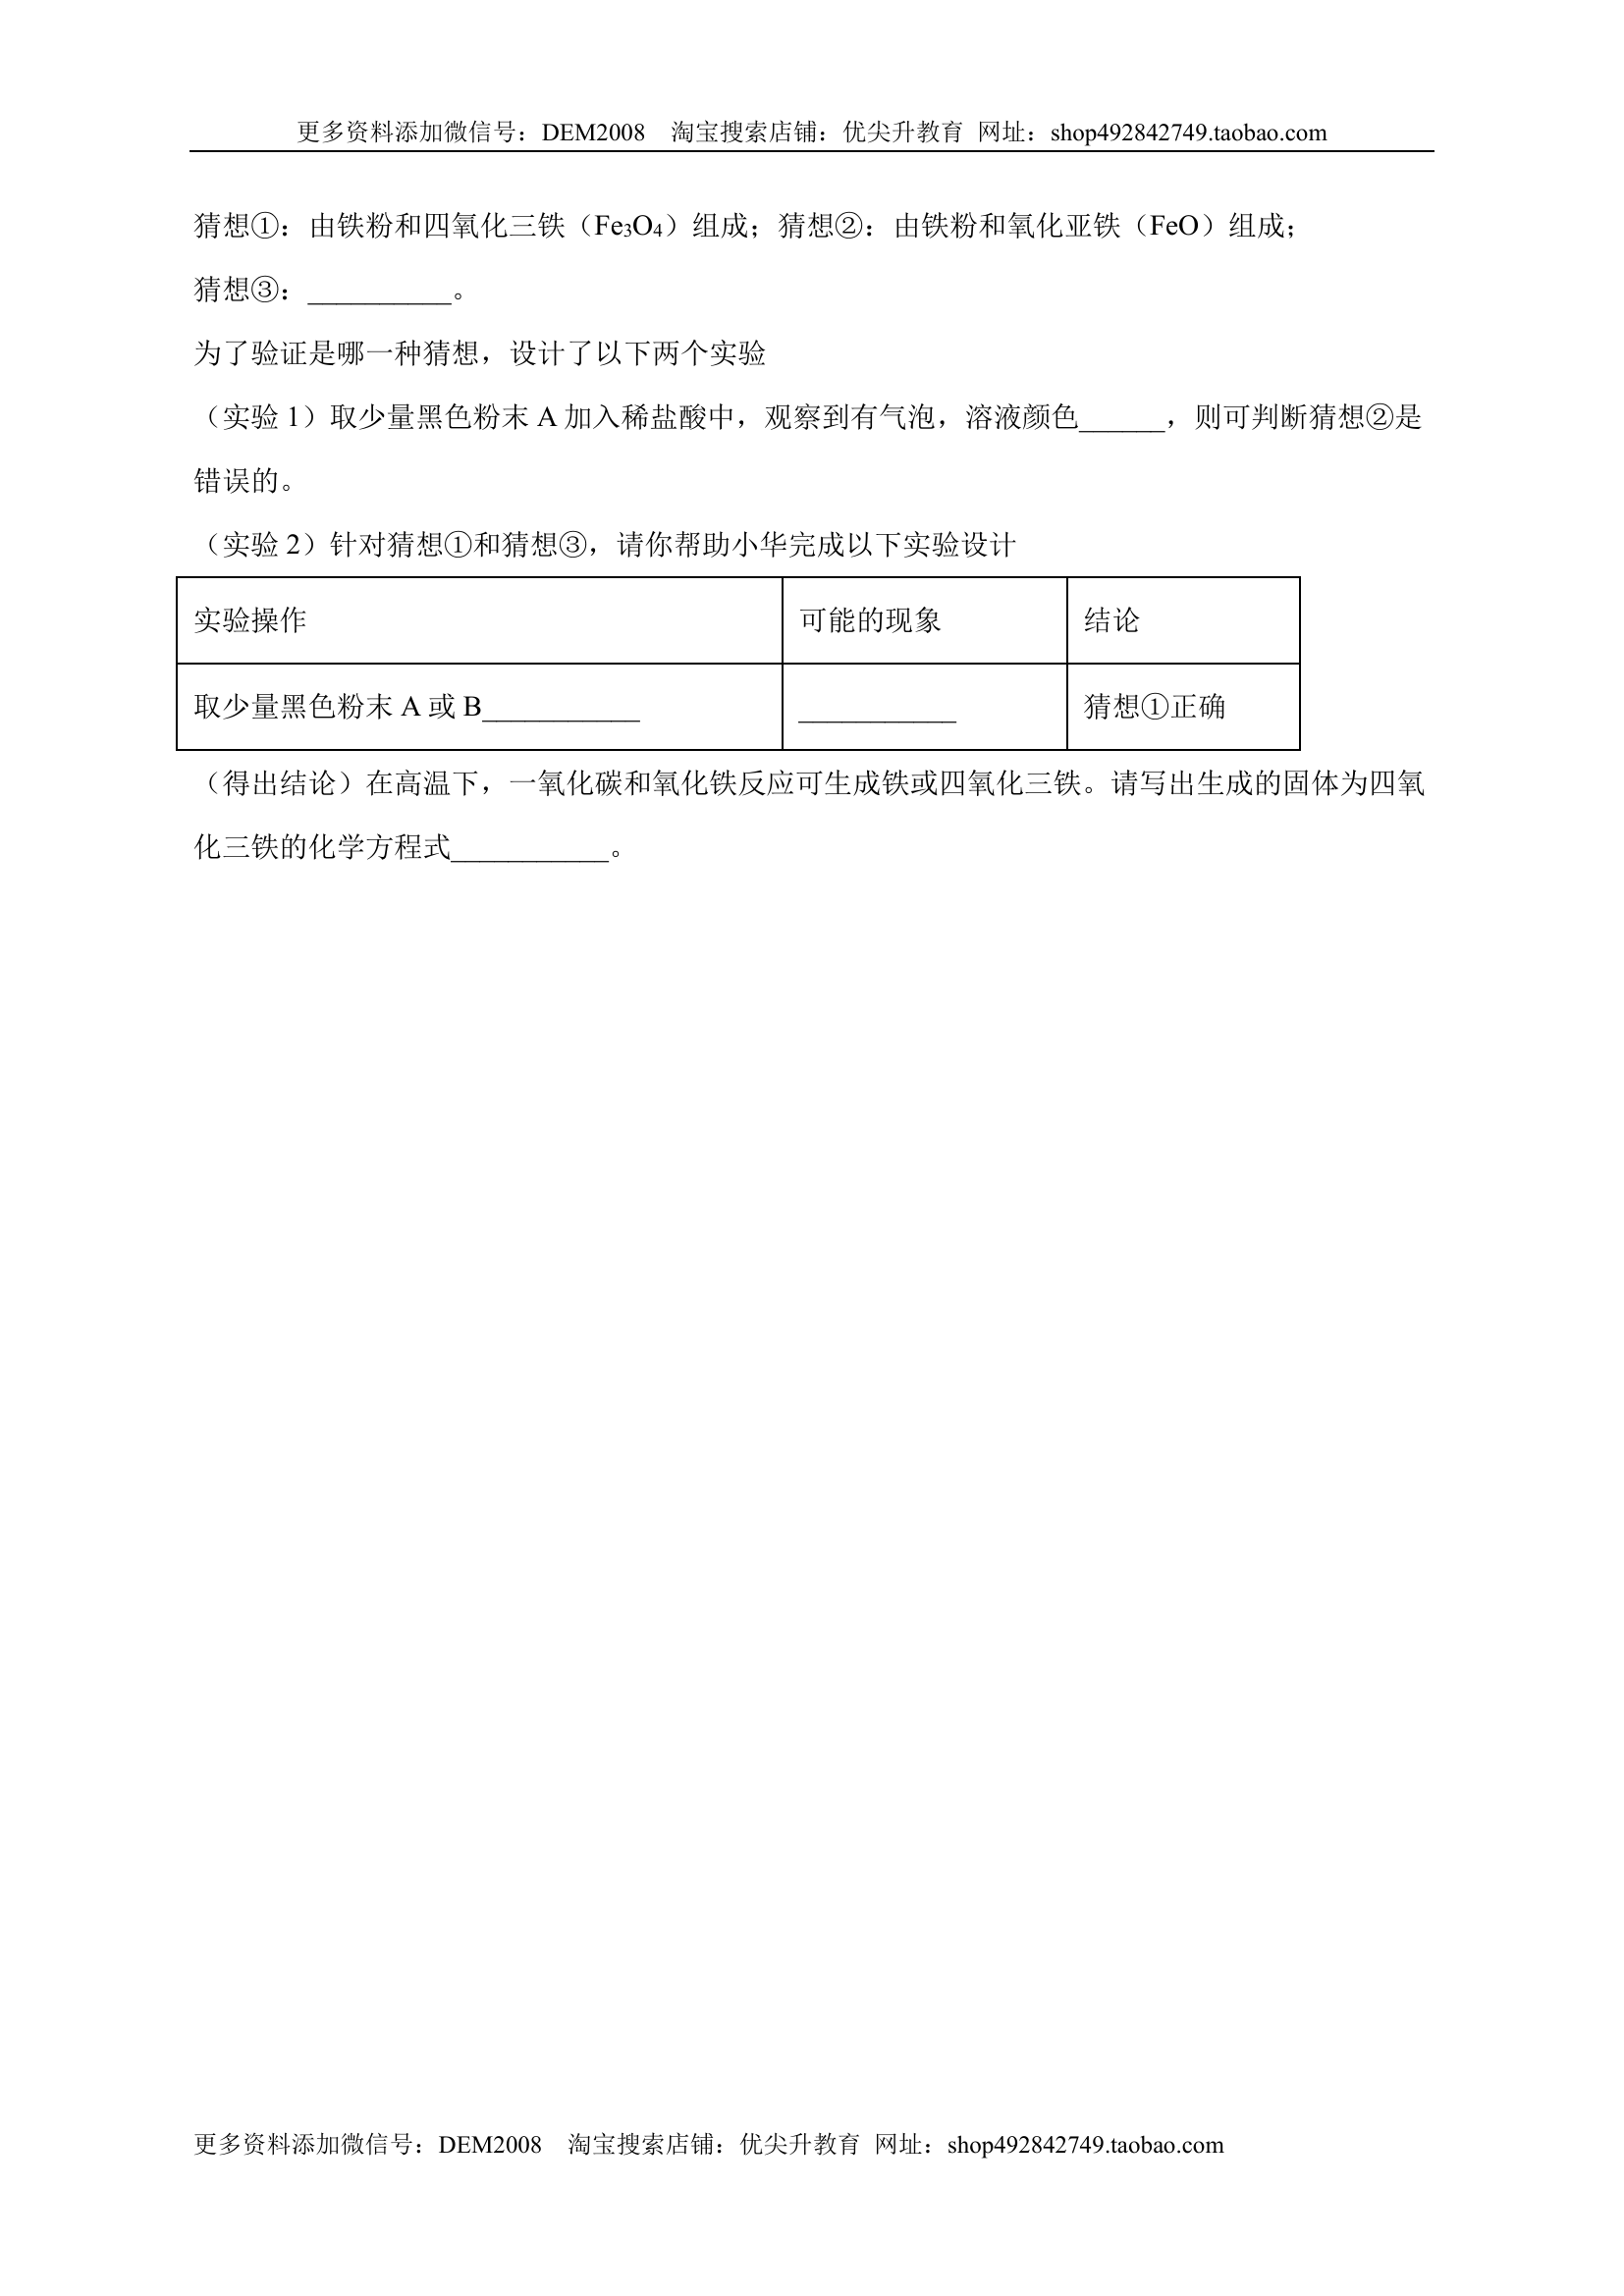 更多资料添加微信号：DEM2008 淘宝搜索店铺：优尖升教育 网址：shop492842749.taobao.com
猜想①：由铁粉和四氧化三铁（Fe₃O₄）组成；猜想②：由铁粉和氧化亚铁（FeO）组成；
猜想③：__________。
为了验证是哪一种猜想，设计了以下两个实验
（实验 1）取少量黑色粉末 A 加入稀盐酸中，观察到有气泡，溶液颜色______，则可判断猜想②是
错误的。
（实验 2）针对猜想①和猜想③，请你帮助小华完成以下实验设计
实验操作 可能的现象 结论
取少量黑色粉末 A 或 B___________ ___________ 猜想①正确
（得出结论）在高温下，一氧化碳和氧化铁反应可生成铁或四氧化三铁。请写出生成的固体为四氧
化三铁的化学方程式___________。
更多资料添加微信号：DEM2008 淘宝搜索店铺：优尖升教育 网址：shop492842749.taobao.com